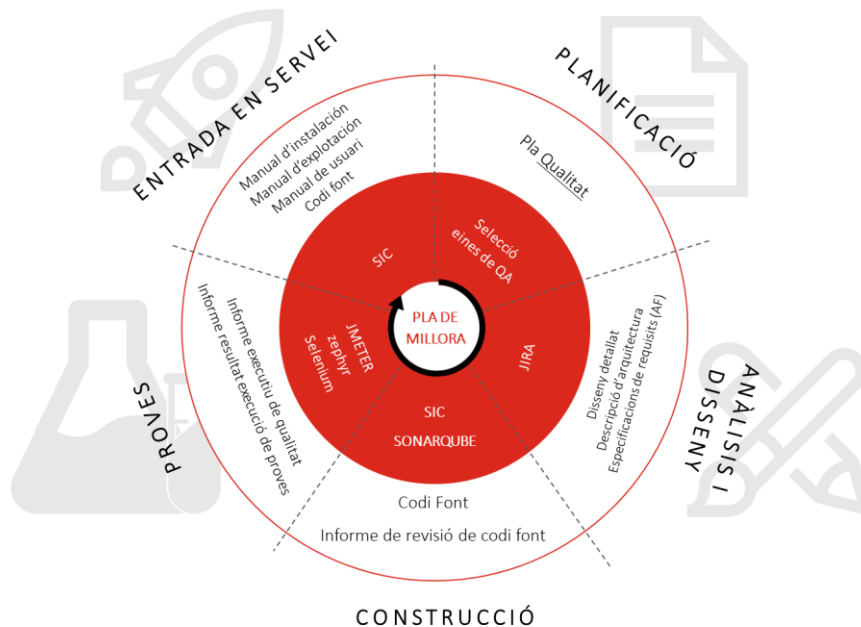 ENTRADA EN SERVEI
PLANIFICACIÓ
Manual d'instalación
Manual d'explotación
Manual de usuari
Codi font
Pla Qualitat
SIC
Selecció
eines de QA
PLA DE
MILLORA
JMETER
zephyr
Selenium
JIRA
SIC
SONARQUBE
Informe executiu de qualitat
Informe resultat execució de proves
Disseny detallat
Descripció d'arquitectura
Especificacions de requisits (AF)
PROVES
ANÀLISIS I
DISSENY
Codi Font
Informe de revisió de codi font
CONSTRUCCIÓ